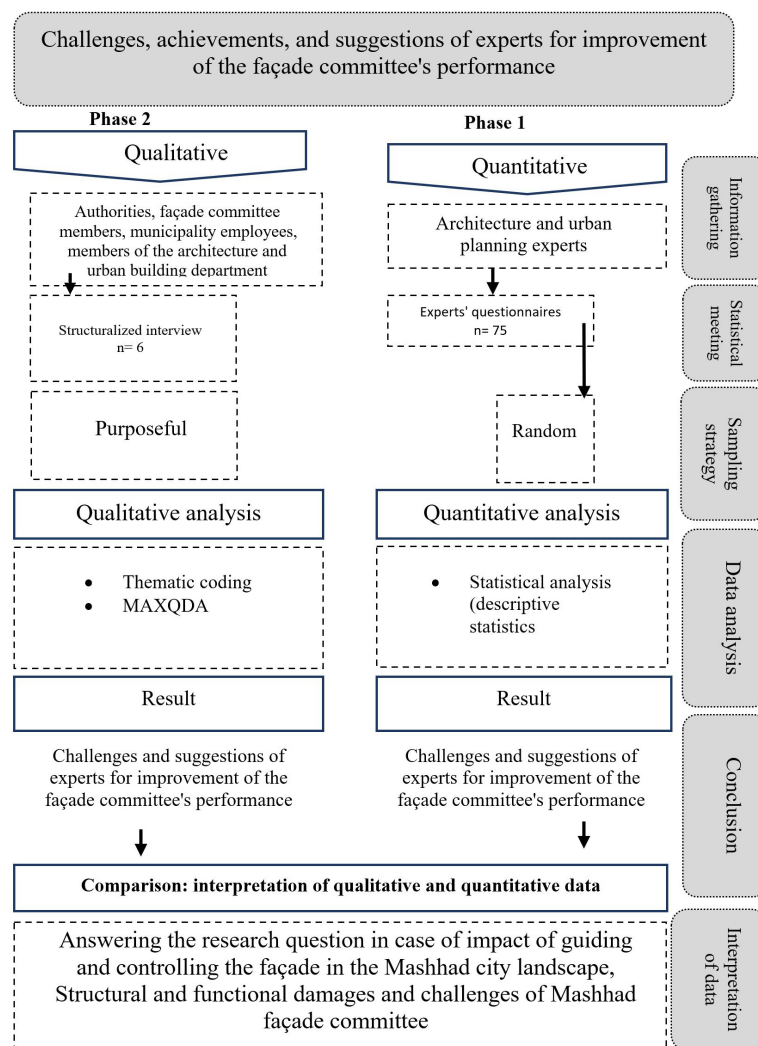 Challenges, achievements, and suggestions of experts for improvement
of the façade committee's performance
Phase 2
Phase 1
Qualitative
Quantitative
Authorities, façade committee
members, municipality employees,
members of the architecture and
urban building department
Architecture and urban
planning experts
Information
gathering
Structuralized interview
n= 6
Experts' questionnaires
n= 75
Statistical
meeting
Purposeful
Random
Sampling
strategy
Qualitative analysis
Quantitative analysis
• Thematic coding
• MAXQDA
• Statistical analysis
(descriptive
statistics
Data analysis
Result
Result
Challenges and suggestions of
experts for improvement of the
façade committee's performance
Challenges and suggestions of
experts for improvement of the
façade committee's performance
Conclusion
Comparison: interpretation of qualitative and quantitative data
Answering the research question in case of impact of guiding
and controlling the façade in the Mashhad city landscape,
Structural and functional damages and challenges of Mashhad
façade committee
Interpretation
of data